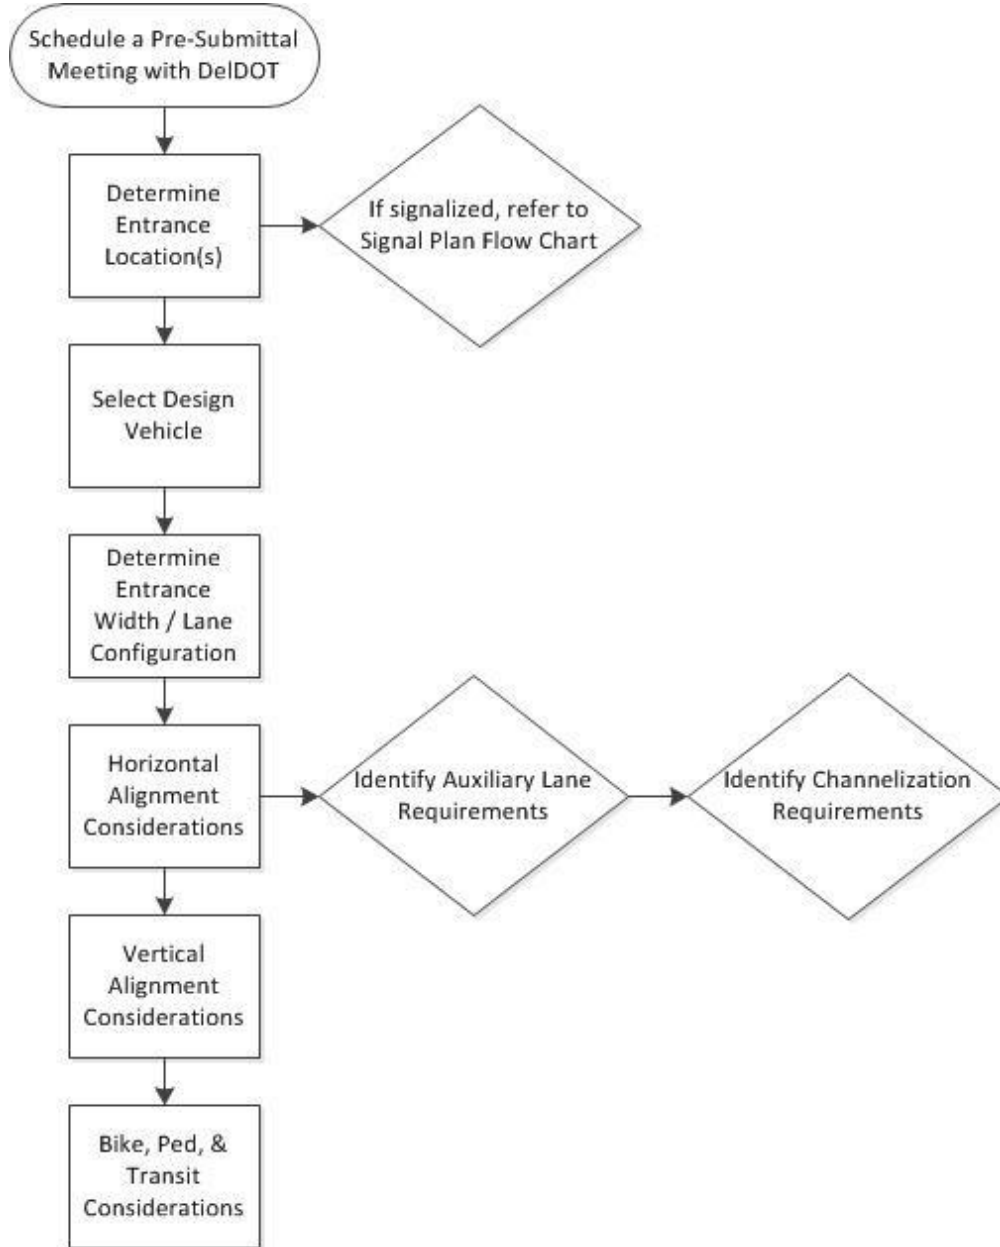 Schedule a Pre-Submittal
Meeting with DelDOT
Determine
Entrance
Location(s)
If signalized, refer to
Signal Plan Flow Chart
Select Design
Vehicle
Determine
Entrance
Width / Lane
Configuration
Horizontal
Alignment
Considerations
Identify Auxiliary Lane
Requirements
Identify Channelization
Requirements
Vertical
Alignment
Considerations
Bike, Ped, &
Transit
Considerations